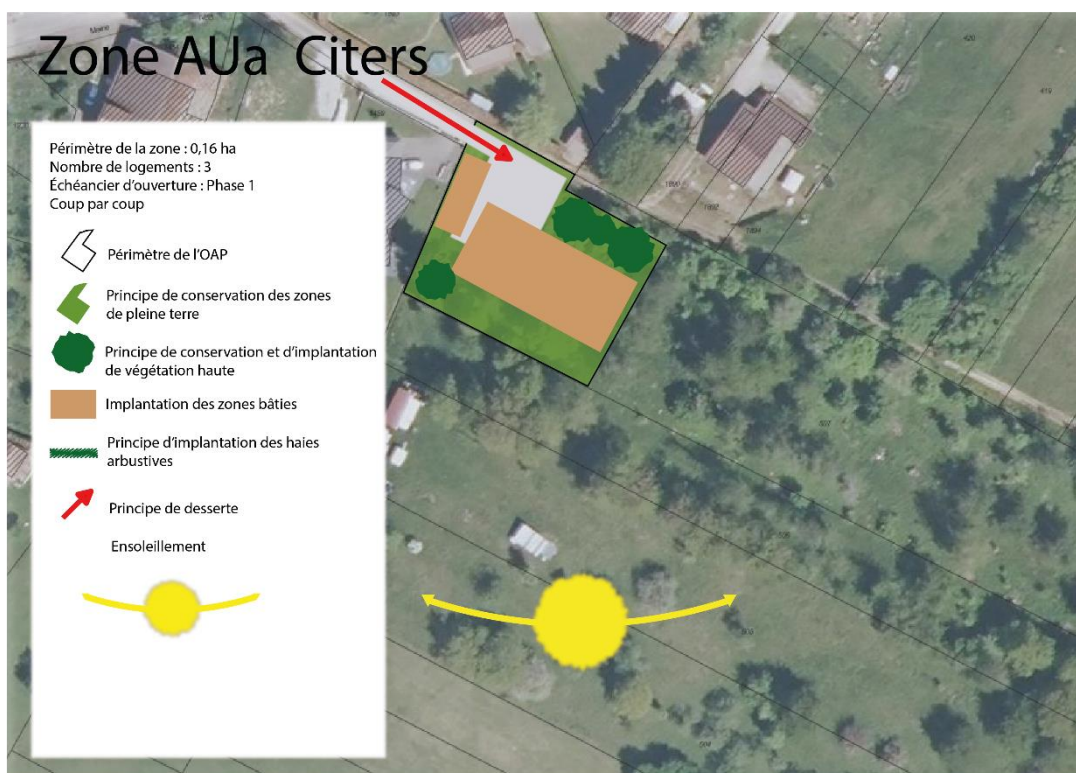 Zone AUa Citers
Périmètre de la zone : 0,16 ha
Nombre de logements : 3
Échéancier d'ouverture : Phase 1
Coup par coup
Périmètre de l'OAP
Principe de conservation des zones
de pleine terre
Principe de conservation et d'implantation
de végétation haute
Implantation des zones bâties
Principe d'implantation des haies
arbustives
Principe de desserte
Ensoleillement